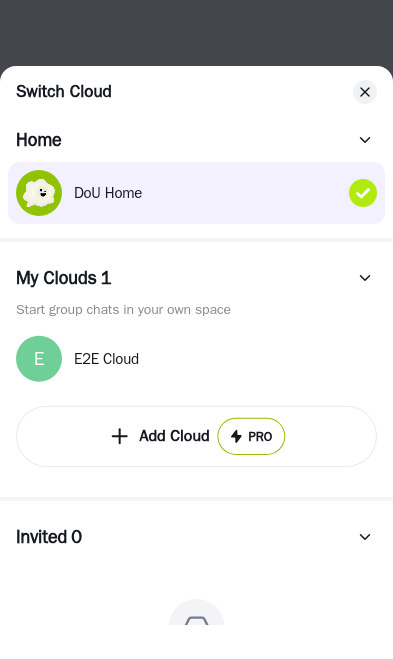 Switch Cloud
Home
DoU Home
My Clouds 1
Start group chats in your own space
E
E2E Cloud
Add Cloud PRO
Invited 0